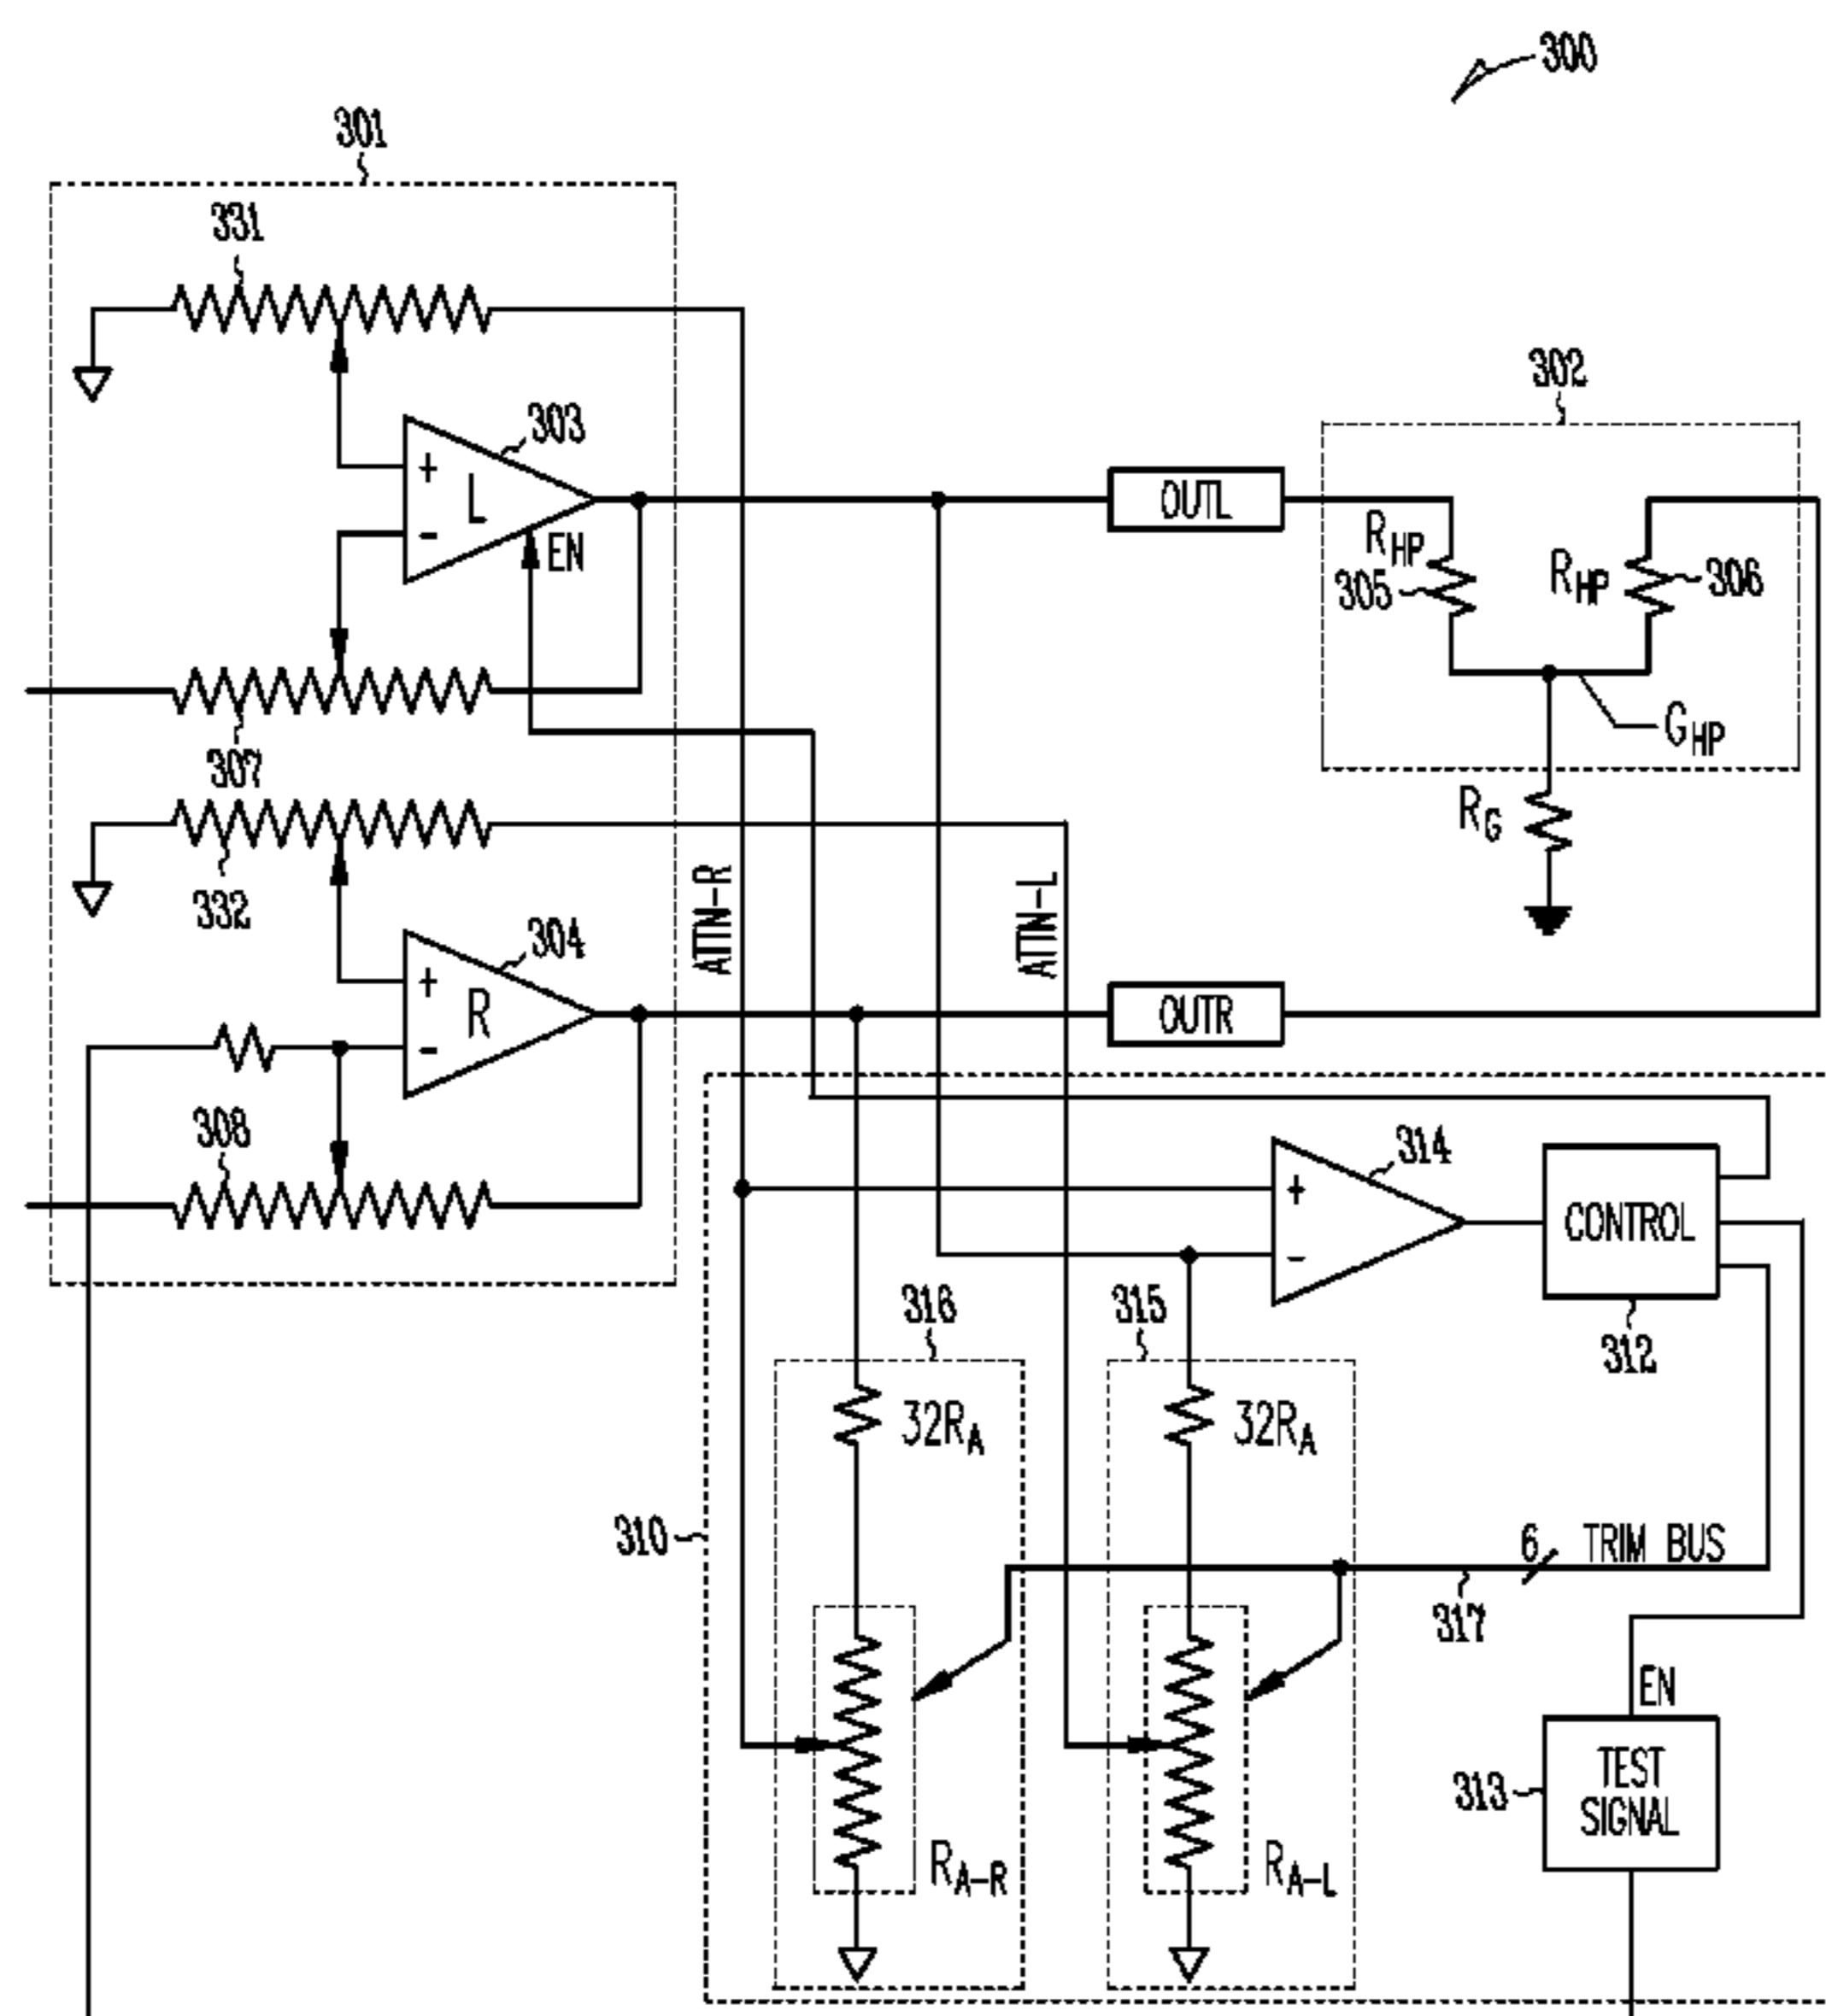 300
301
331
303
+
L
-
EN
307
332
304
+
R
-
308
ATTN-R
ATTN-L
OUTL
OUTR
302
RHP
305
RHP
306
GHP
RG
314
+
-
CONTROL
312
316
315
32RA
32RA
310
6 TRIM BUS
317
EN
313
TEST
SIGNAL
RA-R
RA-L